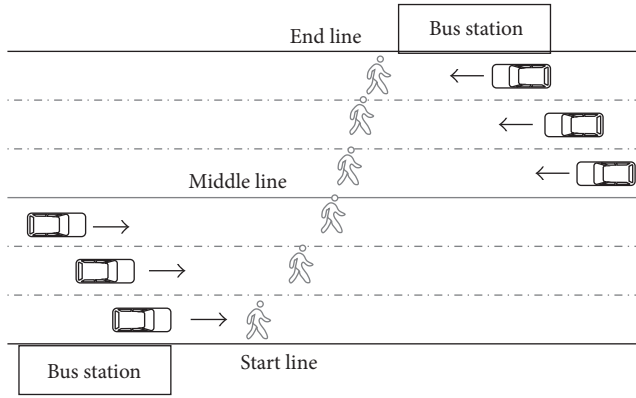 End line
Bus station
Middle line
Start line
Bus station